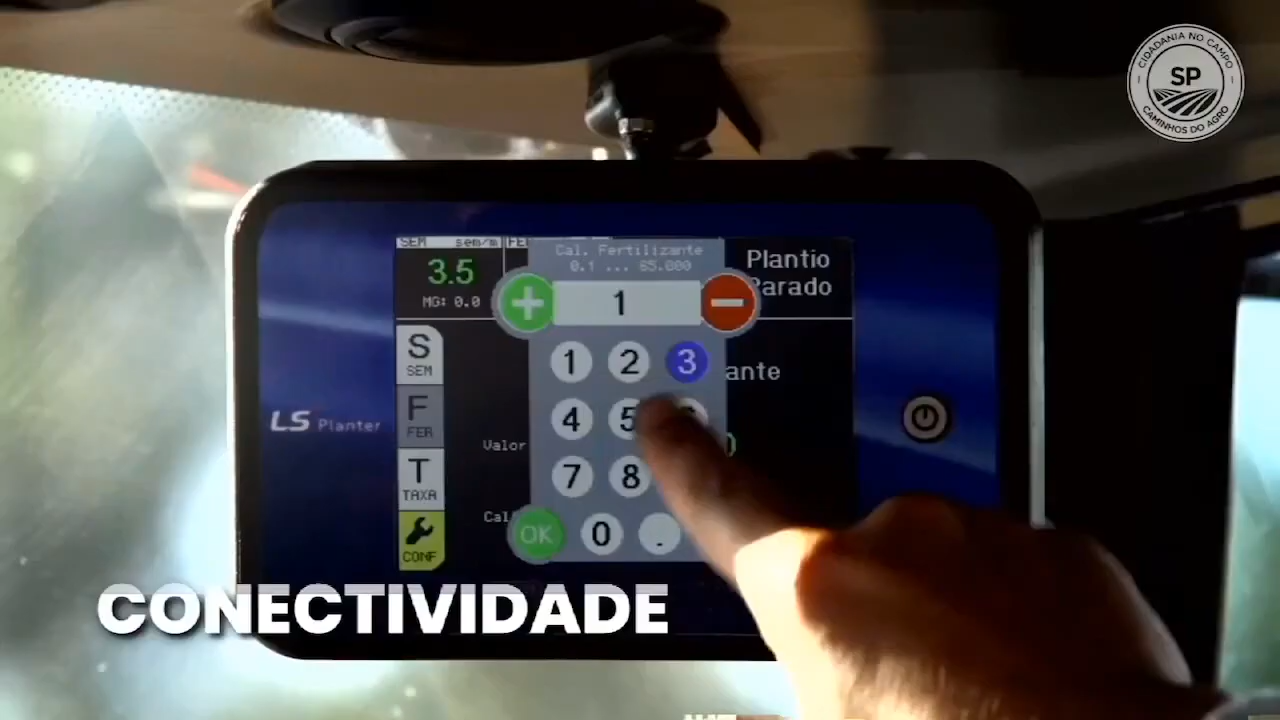 CIDADANIA NO CAMPO
SP
CAMINHOS DO AGRO
SEM sem/m
3.5
MG: 0.0
Cal. Fertilizante
0.1 ... 65.000
Plantio
Parado
+ 1 −
1 2 3
4 5
7 8
OK 0 .
S
SEM
F
FER
T
TAXA
CONF
ante
Valor
Cal
LS Planter
CONECTIVIDADE